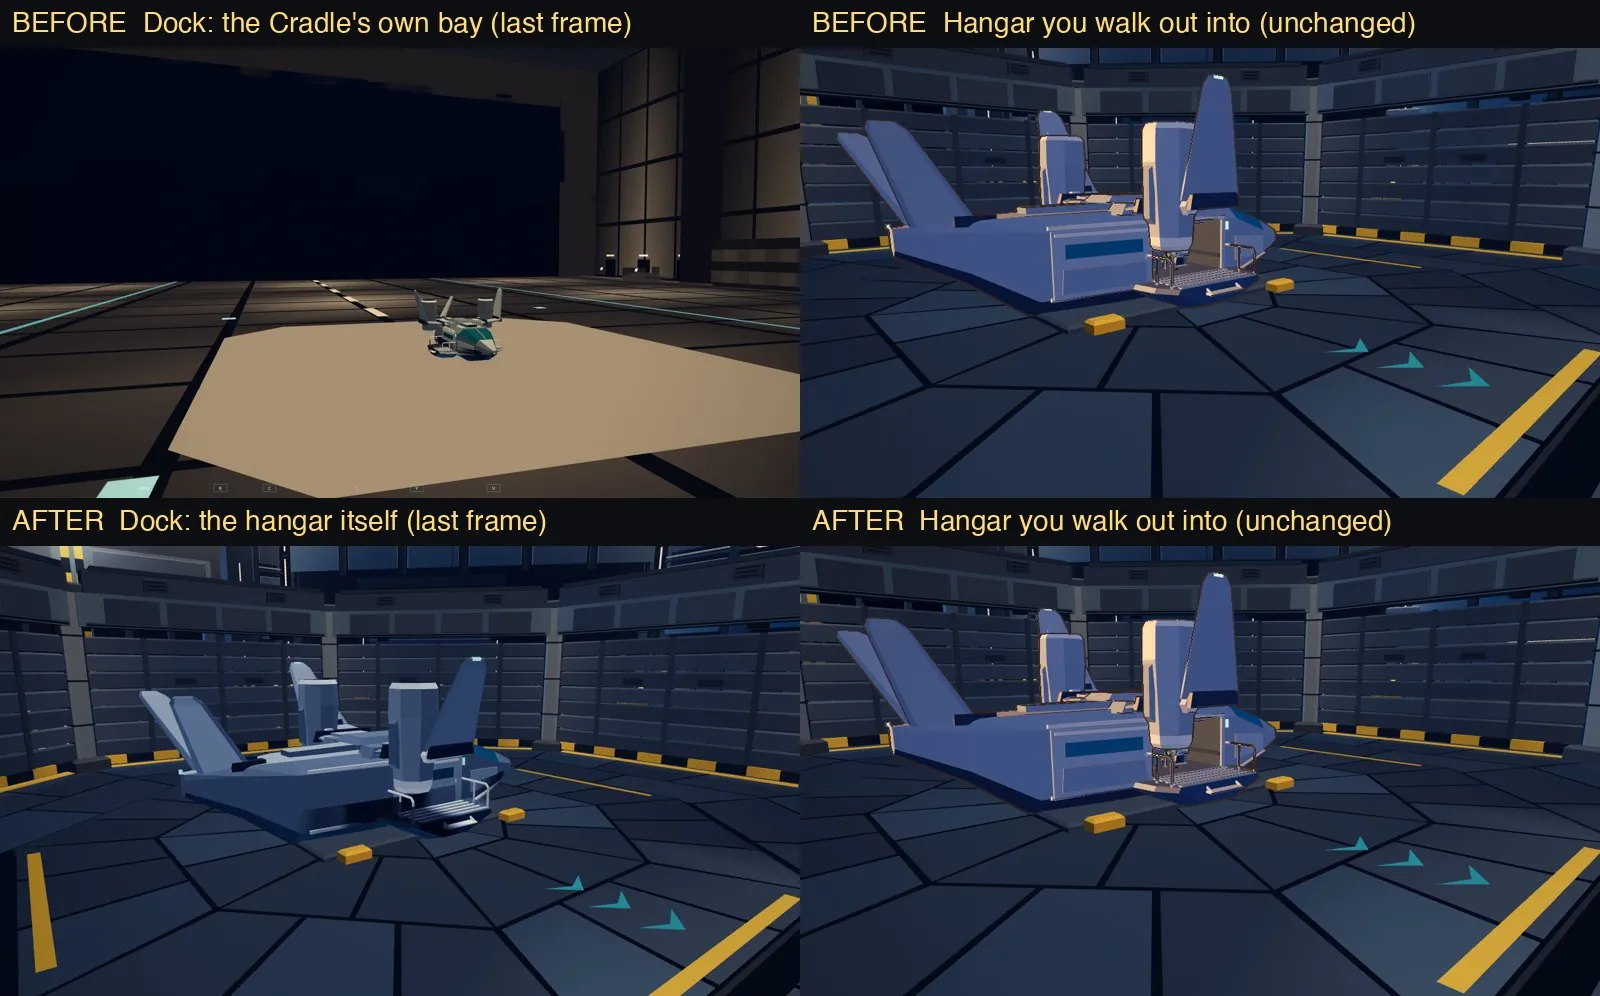 BEFORE  Dock: the Cradle's own bay (last frame)
BEFORE  Hangar you walk out into (unchanged)
AFTER  Dock: the hangar itself (last frame)
AFTER  Hangar you walk out into (unchanged)